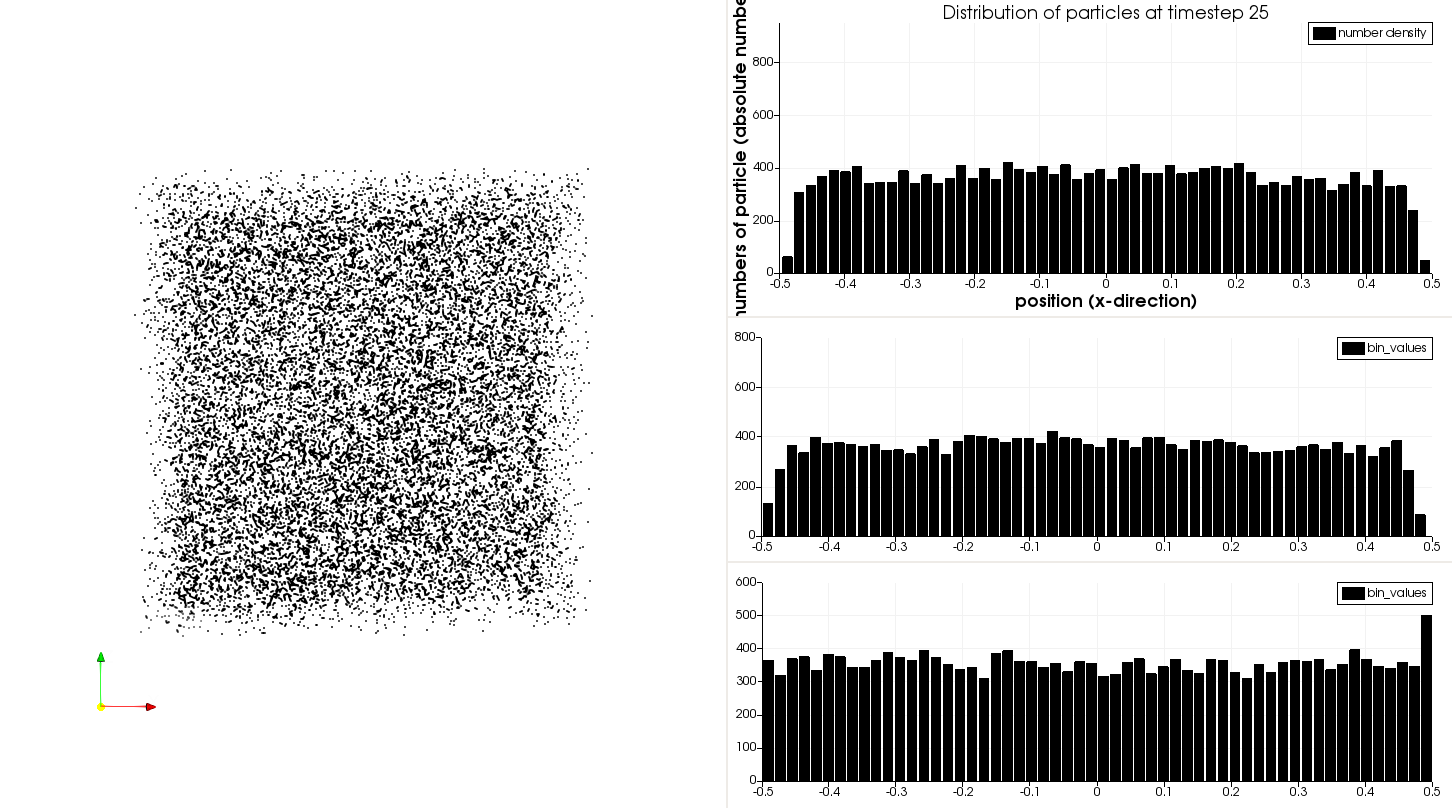 Distribution of particles at timestep 25
numbers of particle (absolute
number density
800
600
400
200
0
-0.5 -0.4 -0.3 -0.2 -0.1 0 0.1 0.2 0.3 0.4 0.5
position (x-direction)
800
bin_values
600
400
200
0
-0.5 -0.4 -0.3 -0.2 -0.1 0 0.1 0.2 0.3 0.4 0.5
600
bin_values
500
400
300
200
100
0
-0.5 -0.4 -0.3 -0.2 -0.1 0 0.1 0.2 0.3 0.4 0.5